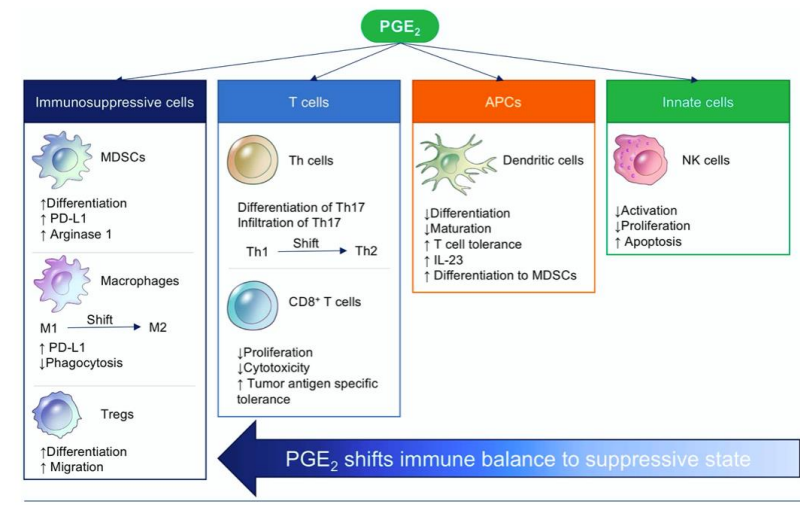 PGE₂
Immunosuppressive cells
MDSCs
↑Differentiation
↑ PD-L1
↑ Arginase 1
Macrophages
M1 Shift M2
↑ PD-L1
↓Phagocytosis
Tregs
↑Differentiation
↑ Migration
T cells
Th cells
Differentiation of Th17
Infiltration of Th17
Th1 Shift Th2
CD8⁺ T cells
↓Proliferation
↓Cytotoxicity
↑ Tumor antigen specific
tolerance
APCs
Dendritic cells
↓Differentiation
↓Maturation
↑ T cell tolerance
↑ IL-23
↑ Differentiation to MDSCs
Innate cells
NK cells
↓Activation
↓Proliferation
↑ Apoptosis
PGE₂ shifts immune balance to suppressive state